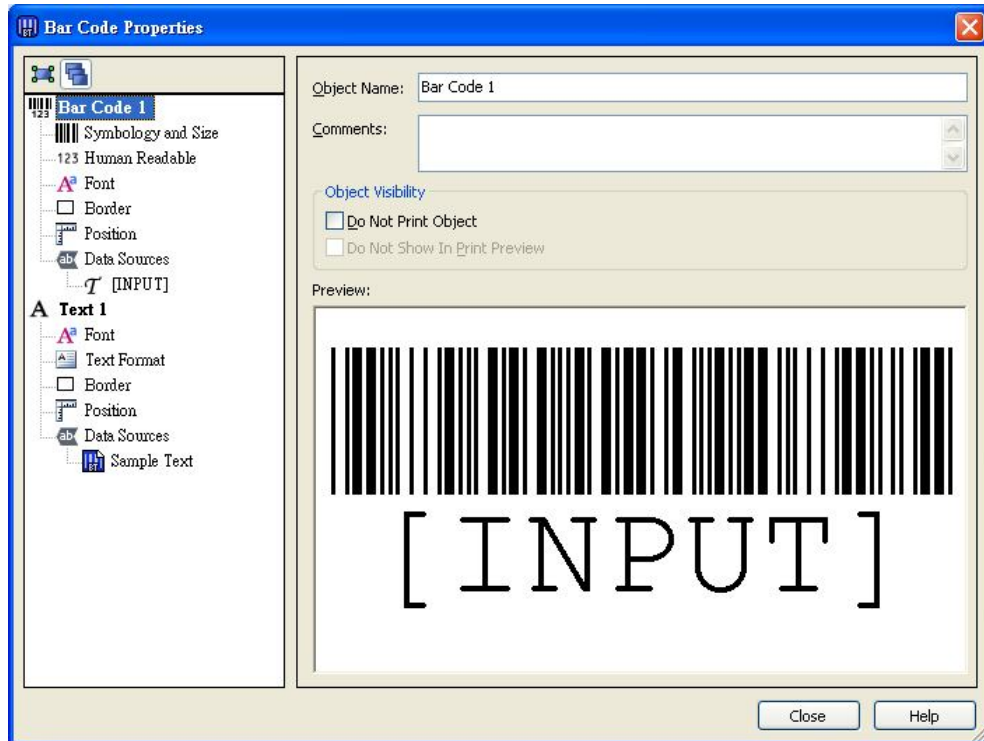 Bar Code Properties
Bar Code 1
Symbology and Size
123 Human Readable
Font
Border
Position
Data Sources
[INPUT]
Text 1
Font
Text Format
Border
Position
Data Sources
Sample Text
Object Name: Bar Code 1
Comments:
Object Visibility
Do Not Print Object
Do Not Show In Print Preview
Preview:
[INPUT]
Close Help